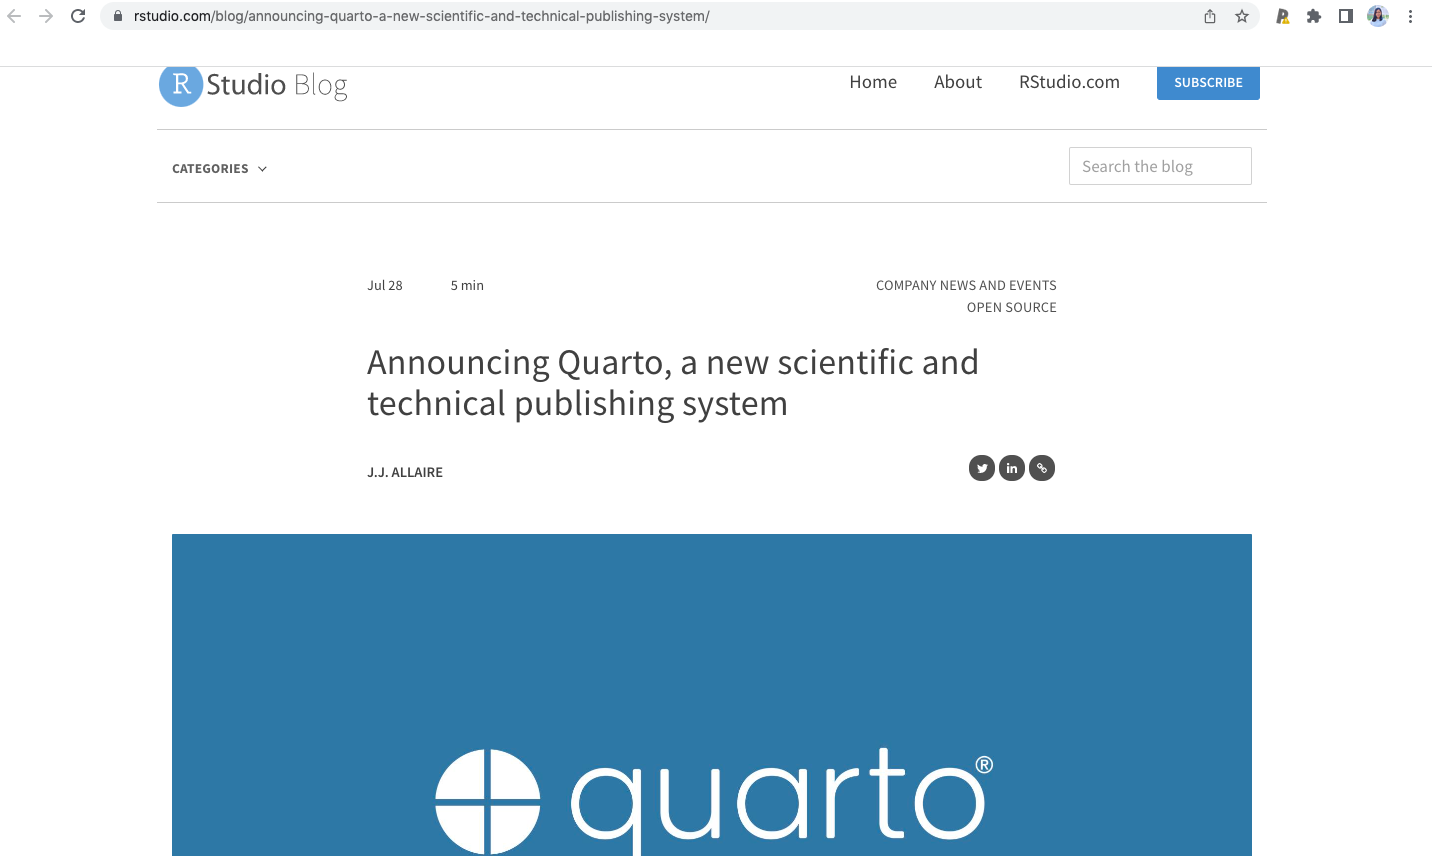 rstudio.com/blog/announcing-quarto-a-new-scientific-and-technical-publishing-system/
R Studio Blog
Home About RStudio.com SUBSCRIBE
CATEGORIES
Search the blog
Jul 28 5 min COMPANY NEWS AND EVENTS
OPEN SOURCE
Announcing Quarto, a new scientific and
technical publishing system
J.J. ALLAIRE
in
quarto®